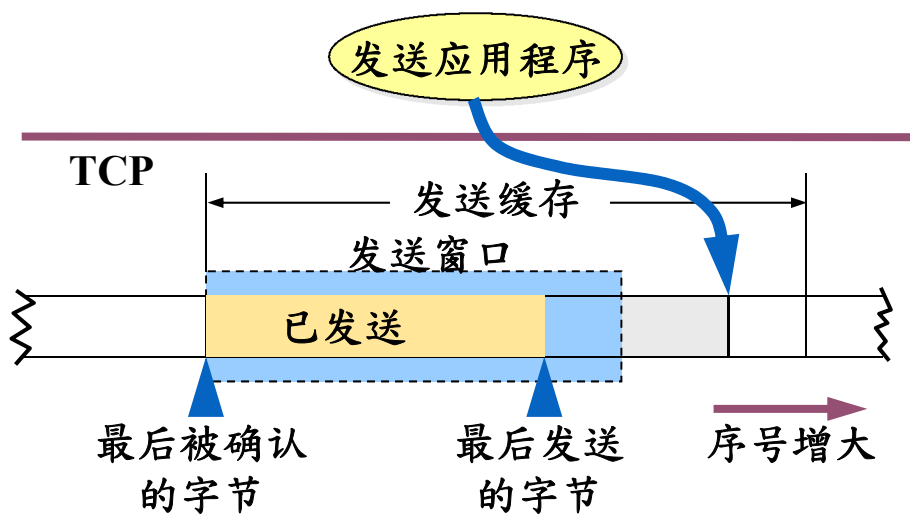 发送应用程序
TCP
发送缓存
发送窗口
已发送
最后被确认
的字节
最后发送
的字节
序号增大